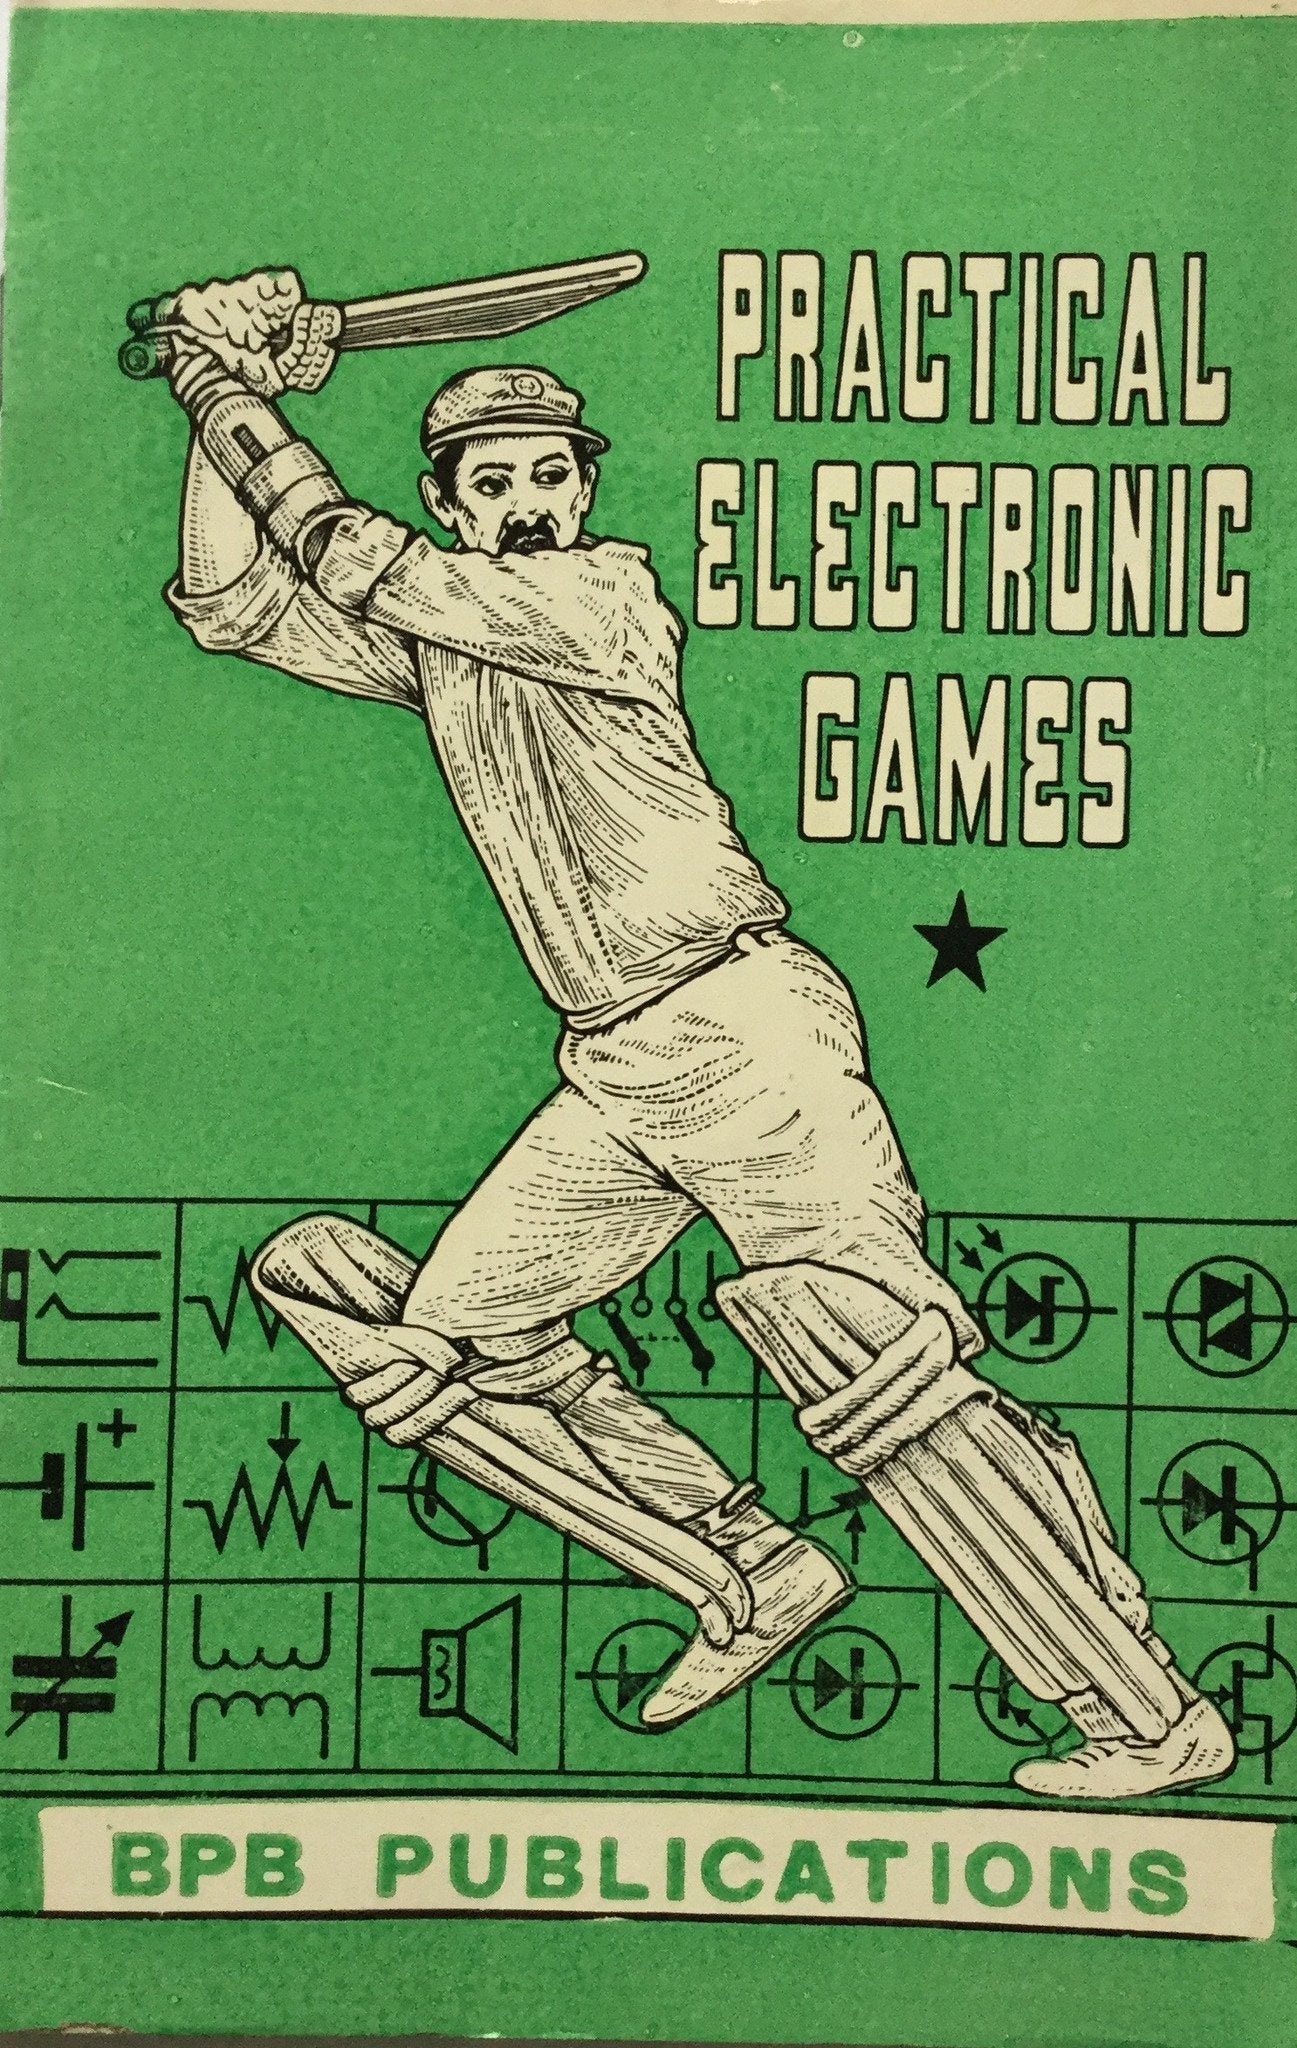 PRACTICAL
ELECTRONIC
GAMES
BPB PUBLICATIONS